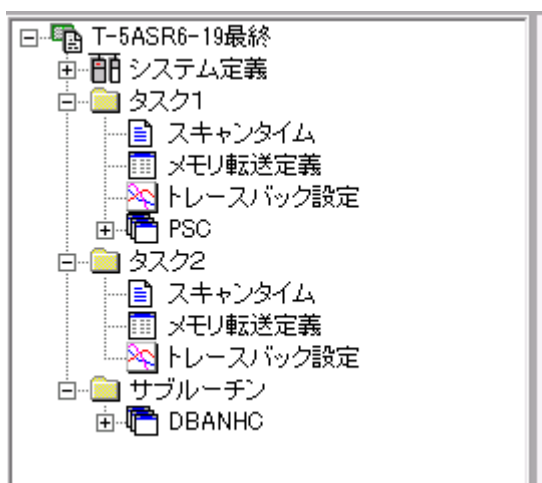 T-5ASR6-19最終
システム定義
タスク1
スキャンタイム
メモリ転送定義
トレースバック設定
PSC
タスク2
スキャンタイム
メモリ転送定義
トレースバック設定
サブルーチン
DBANHC